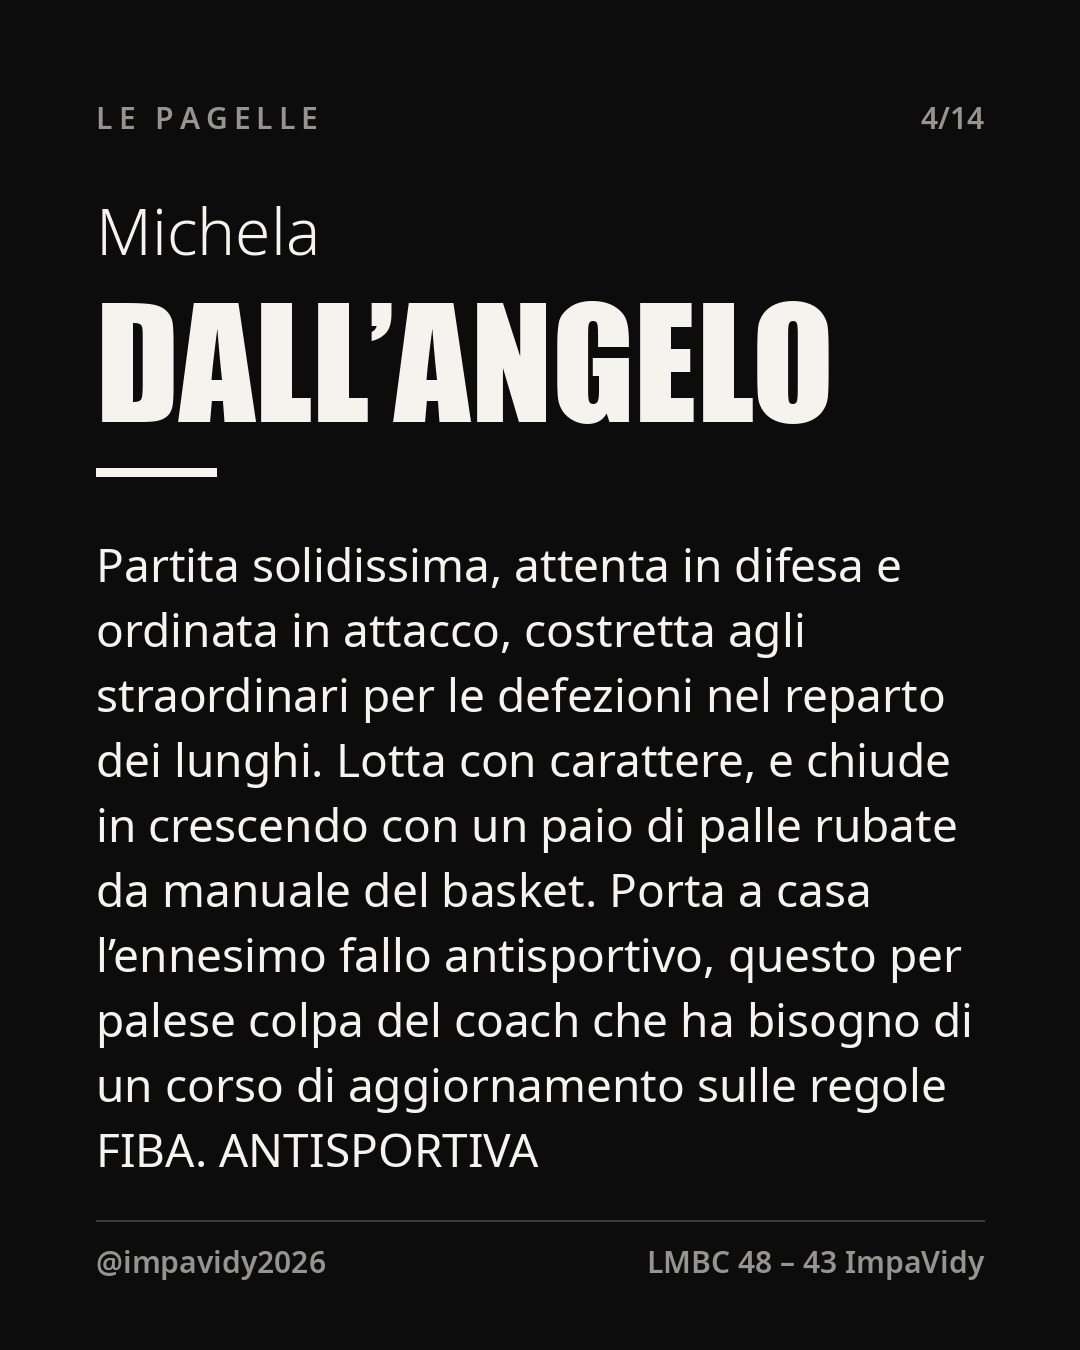 LE PAGELLE
4/14
Michela
DALL’ANGELO
Partita solidissima, attenta in difesa e
ordinata in attacco, costretta agli
straordinari per le defezioni nel reparto
dei lunghi. Lotta con carattere, e chiude
in crescendo con un paio di palle rubate
da manuale del basket. Porta a casa
l’ennesimo fallo antisportivo, questo per
palese colpa del coach che ha bisogno di
un corso di aggiornamento sulle regole
FIBA. ANTISPORTIVA
@impavidy2026
LMBC 48 – 43 ImpaVidy